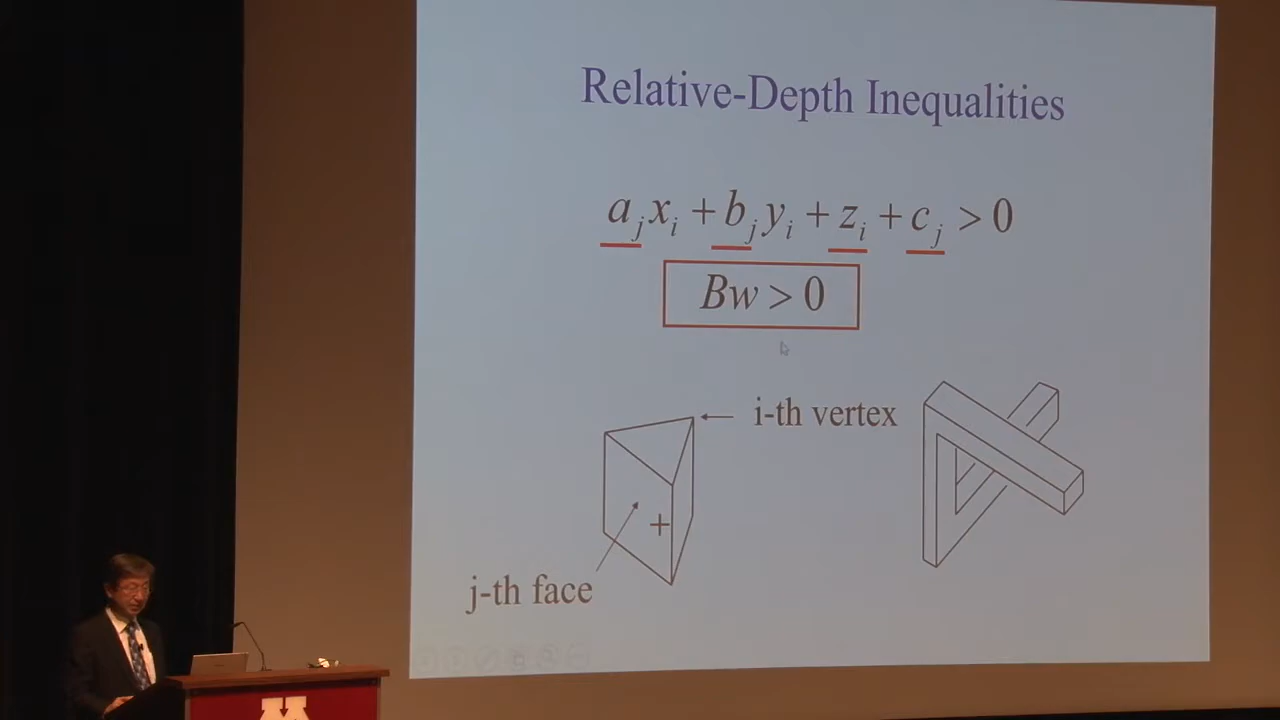 Relative-Depth Inequalities
a_j x_i + b_j y_i + z_i + c_j > 0
Bw > 0
i-th vertex
+
j-th face
M